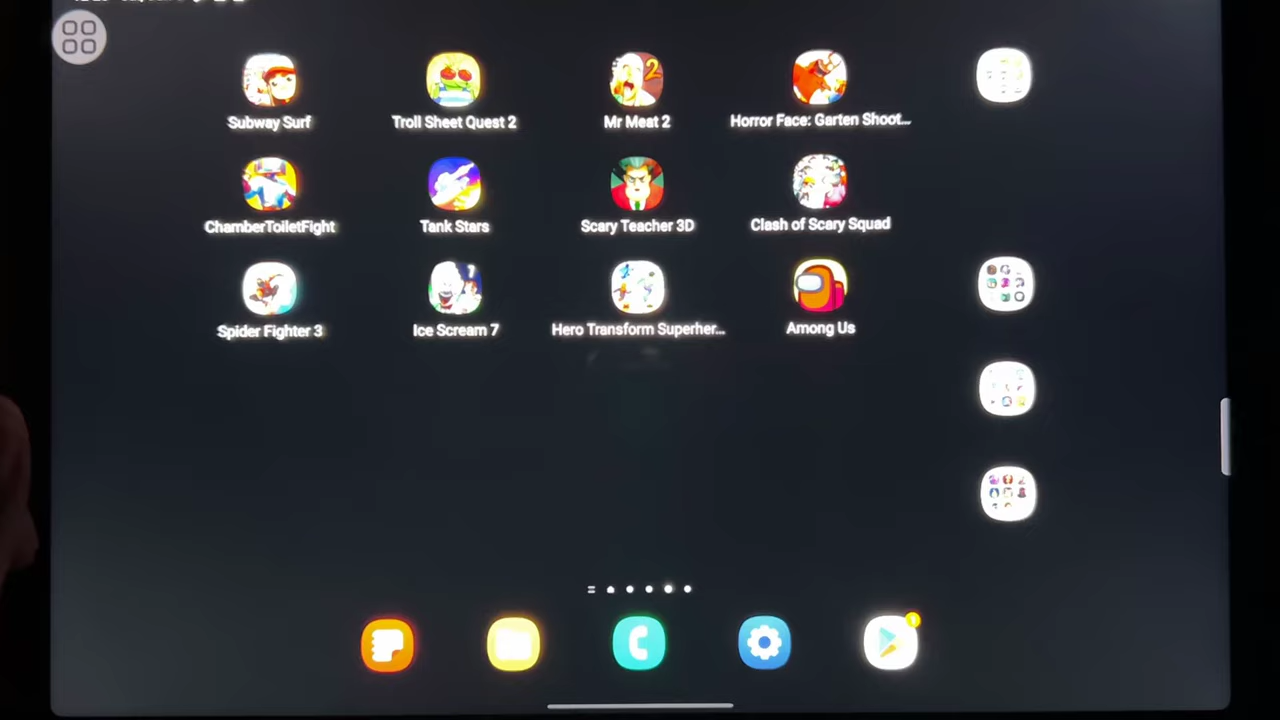 Subway Surf
Troll Sheet Quest 2
Mr Meat 2
Horror Face: Garten Shoot...
ChamberToiletFight
Tank Stars
Scary Teacher 3D
Clash of Scary Squad
Spider Fighter 3
Ice Scream 7
Hero Transform Superher...
Among Us